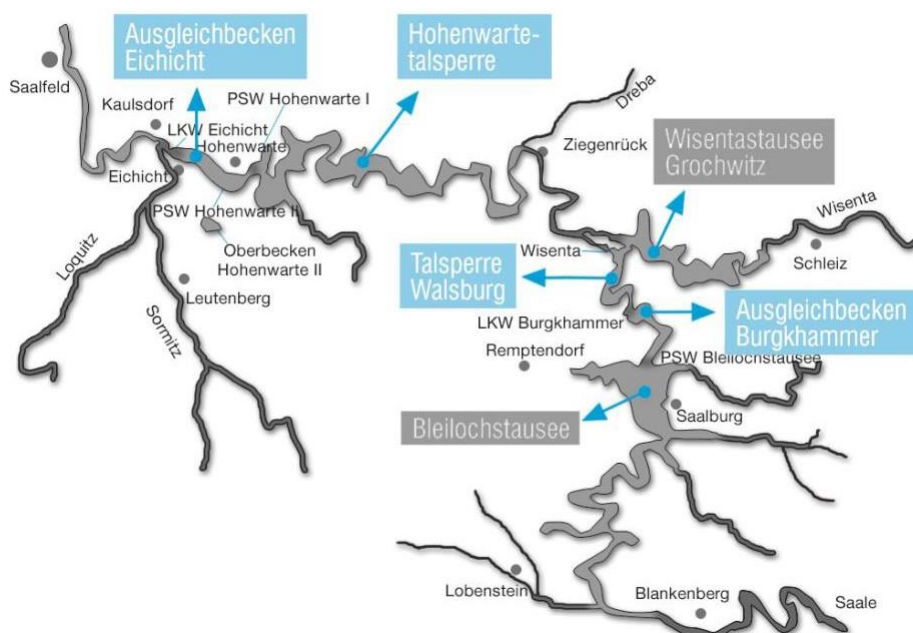 Ausgleichbecken
Eichicht
Hohenwarte-
talsperre
Saalfeld
Kaulsdorf
PSW Hohenwarte I
LKW Eichicht
Hohenwarte
Eichicht
PSW Hohenwarte II
Oberbecken
Hohenwarte II
Loquitz
Leutenberg
Sormitz
Dreba
Ziegenrück
Wisentastausee
Grochwitz
Wisenta
Wisenta
Schleiz
Talsperre
Walsburg
Ausgleichbecken
Burgkhammer
LKW Burgkhammer
Remptendorf
PSW Bleilochstausee
Saalburg
Bleilochstausee
Lobenstein
Blankenberg
Saale